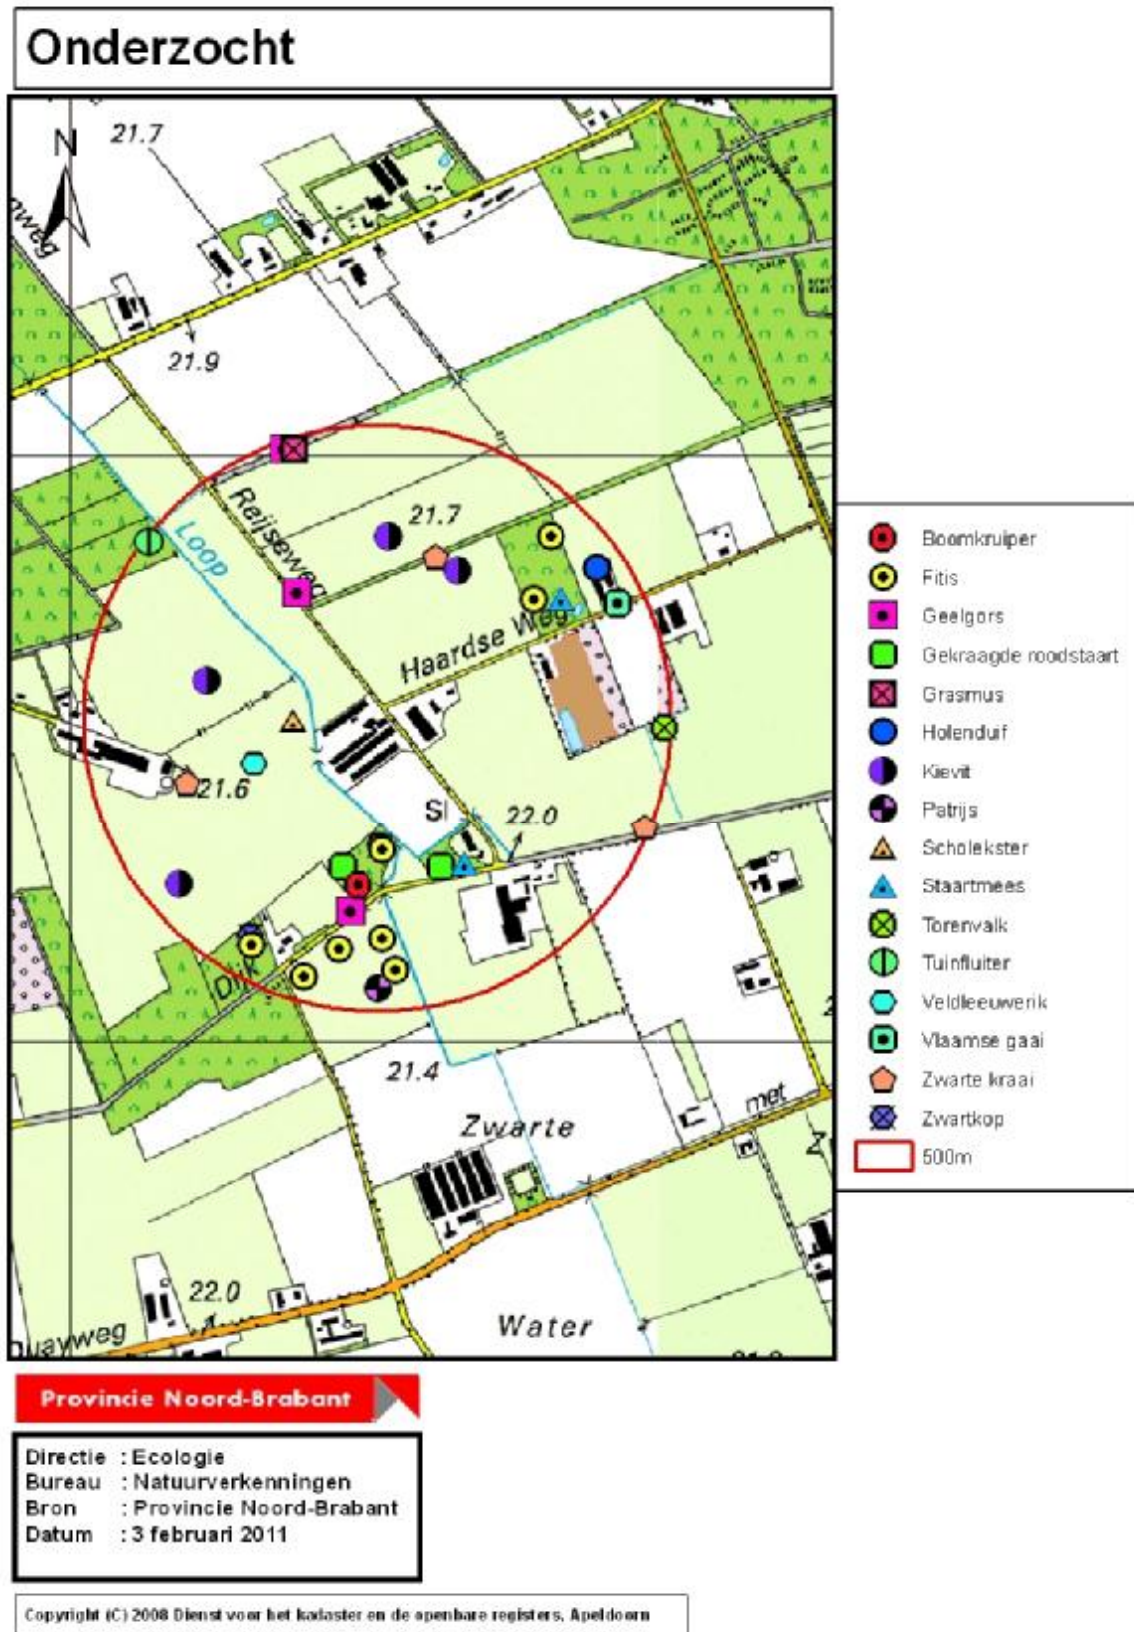 Onderzocht
N
21.7
21.9
Reijseweg
Loop
21.7
Haardse Weg
21.6
Sl
22.0
Dijk
21.4
Zwarte
met
22.0
Water
Boomkruiper
Fitis
Geelgors
Gekraagde roodstaart
Grasmus
Holenduif
Kievit
Patrijs
Scholekster
Staartmees
Torenvalk
Tuinfluiter
Veldleeuwerik
Vlaamse gaai
Zwarte kraai
Zwartkop
500m
Provincie Noord-Brabant
Directie : Ecologie
Bureau : Natuurverkenningen
Bron : Provincie Noord-Brabant
Datum : 3 februari 2011
Copyright (C) 2008 Dienst voor het kadaster en de openbare registers, Apeldoorn